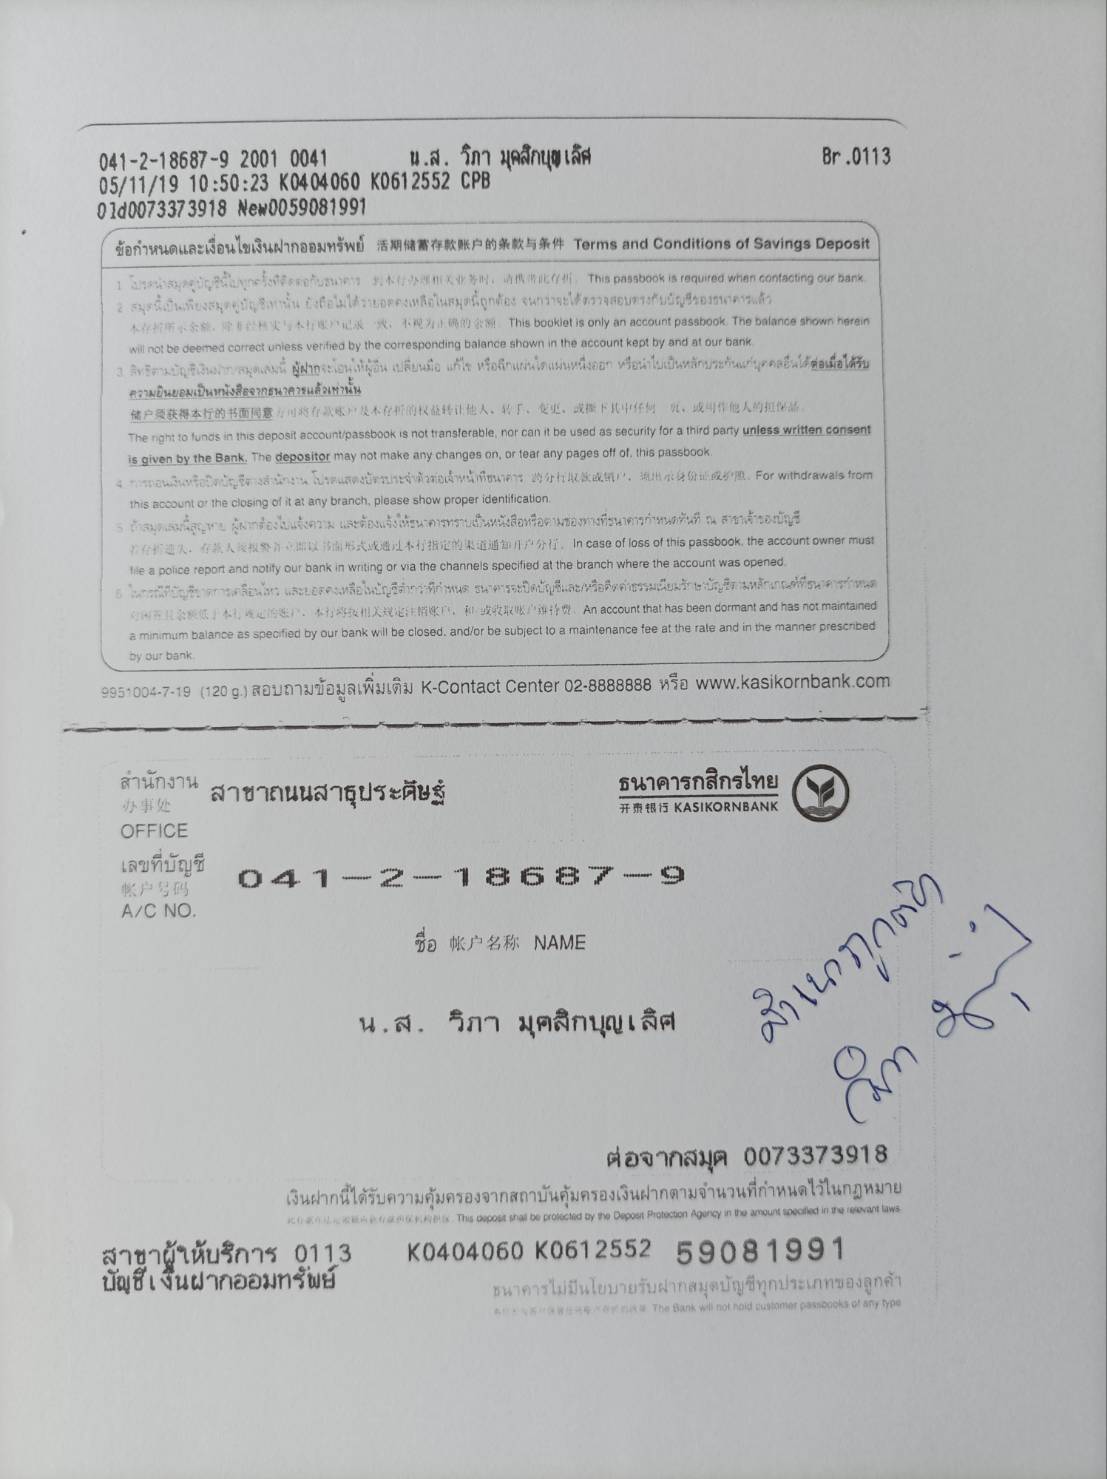 041-2-18687-9 2001 0041 น.ส. วิภา มุคสิกบุญเลิศ Br.0113
05/11/19 10:50:23 K0404060 K0612552 CPB
Old0073373918 New0059081991
ข้อกำหนดและเงื่อนไขเงินฝากออมทรัพย์ 活期储蓄存款账户的条款与条件 Terms and Conditions of Savings Deposit
1 โปรดนำสมุดคู่บัญชีนี้ไปทุกครั้งที่ติดต่อกับธนาคาร 到本行办理相关业务时，请携带此存折. This passbook is required when contacting our bank.
2 สมุดนี้เป็นเพียงสมุดคู่บัญชีเท่านั้น ยังถือไม่ได้ว่ายอดคงเหลือในสมุดนี้ถูกต้อง จนกว่าจะได้ตรวจสอบตรงกับบัญชีของธนาคารแล้ว
本存折所示余额，除非经核实与本行账户记录一致，不视为正确的余额. This booklet is only an account passbook. The balance shown herein
will not be deemed correct unless verified by the corresponding balance shown in the account kept by and at our bank.
3 สิทธิตามบัญชีเงินฝาก/สมุดเล่มนี้ ผู้ฝากจะโอนให้ผู้อื่น เปลี่ยนมือ แก้ไข หรือฉีกแผ่นใดแผ่นหนึ่งออก หรือนำไปเป็นหลักประกันแก่บุคคลอื่นได้ต่อเมื่อได้รับ
ความยินยอมเป็นหนังสือจากธนาคารแล้วเท่านั้น
储户须获得本行的书面同意方可将存款账户及本存折的权益转让他人、转手、变更、或撕下其中任何一页、或用作他人的担保品.
The right to funds in this deposit account/passbook is not transferable, nor can it be used as security for a third party unless written consent
is given by the Bank. The depositor may not make any changes on, or tear any pages off of, this passbook.
4 การถอนเงินหรือปิดบัญชีต่างสำนักงาน โปรดแสดงบัตรประจำตัวต่อเจ้าหน้าที่ธนาคาร 跨分行取款或销户，须出示身份证或护照. For withdrawals from
this account or the closing of it at any branch, please show proper identification.
5 ถ้าสมุดเล่มนี้สูญหาย ผู้ฝากต้องไปแจ้งความ และต้องแจ้งให้ธนาคารทราบเป็นหนังสือหรือตามช่องทางที่ธนาคารกำหนดทันที ณ สาขาเจ้าของบัญชี
若存折遗失，存款人须报警并立即以书面形式或通过本行指定的渠道通知开户分行. In case of loss of this passbook, the account owner must
file a police report and notify our bank in writing or via the channels specified at the branch where the account was opened.
6 ในกรณีที่บัญชีขาดการเคลื่อนไหว และยอดคงเหลือในบัญชีต่ำกว่าที่กำหนด ธนาคารจะปิดบัญชีและ/หรือคิดค่าธรรมเนียมรักษาบัญชีตามหลักเกณฑ์ที่ธนาคารกำหนด
An account that has been dormant and has not maintained
a minimum balance as specified by our bank will be closed, and/or be subject to a maintenance fee at the rate and in the manner prescribed
by our bank.
9951004-7-19 (120 g.) สอบถามข้อมูลเพิ่มเติม K-Contact Center 02-8888888 หรือ www.kasikornbank.com
สำนักงาน สาขาถนนสาธุประดิษฐ์ ธนาคารกสิกรไทย
办事处 开泰银行 KASIKORNBANK
OFFICE
เลขที่บัญชี 041-2-18687-9
帐户号码
A/C NO.
ชื่อ 帐户名称 NAME
น.ส. วิภา มุคสิกบุญเลิศ
สำเนาถูกต้อง
วิภา
ต่อจากสมุด 0073373918
เงินฝากนี้ได้รับความคุ้มครองจากสถาบันคุ้มครองเงินฝากตามจำนวนที่กำหนดไว้ในกฎหมาย
This deposit shall be protected by the Deposit Protection Agency in the amount specified in the relevant laws
สาขาผู้ให้บริการ 0113 K0404060 K0612552 59081991
บัญชีเงินฝากออมทรัพย์
ธนาคารไม่มีนโยบายรับฝากสมุดบัญชีทุกประเภทของลูกค้า
The Bank will not hold customer passbooks of any type